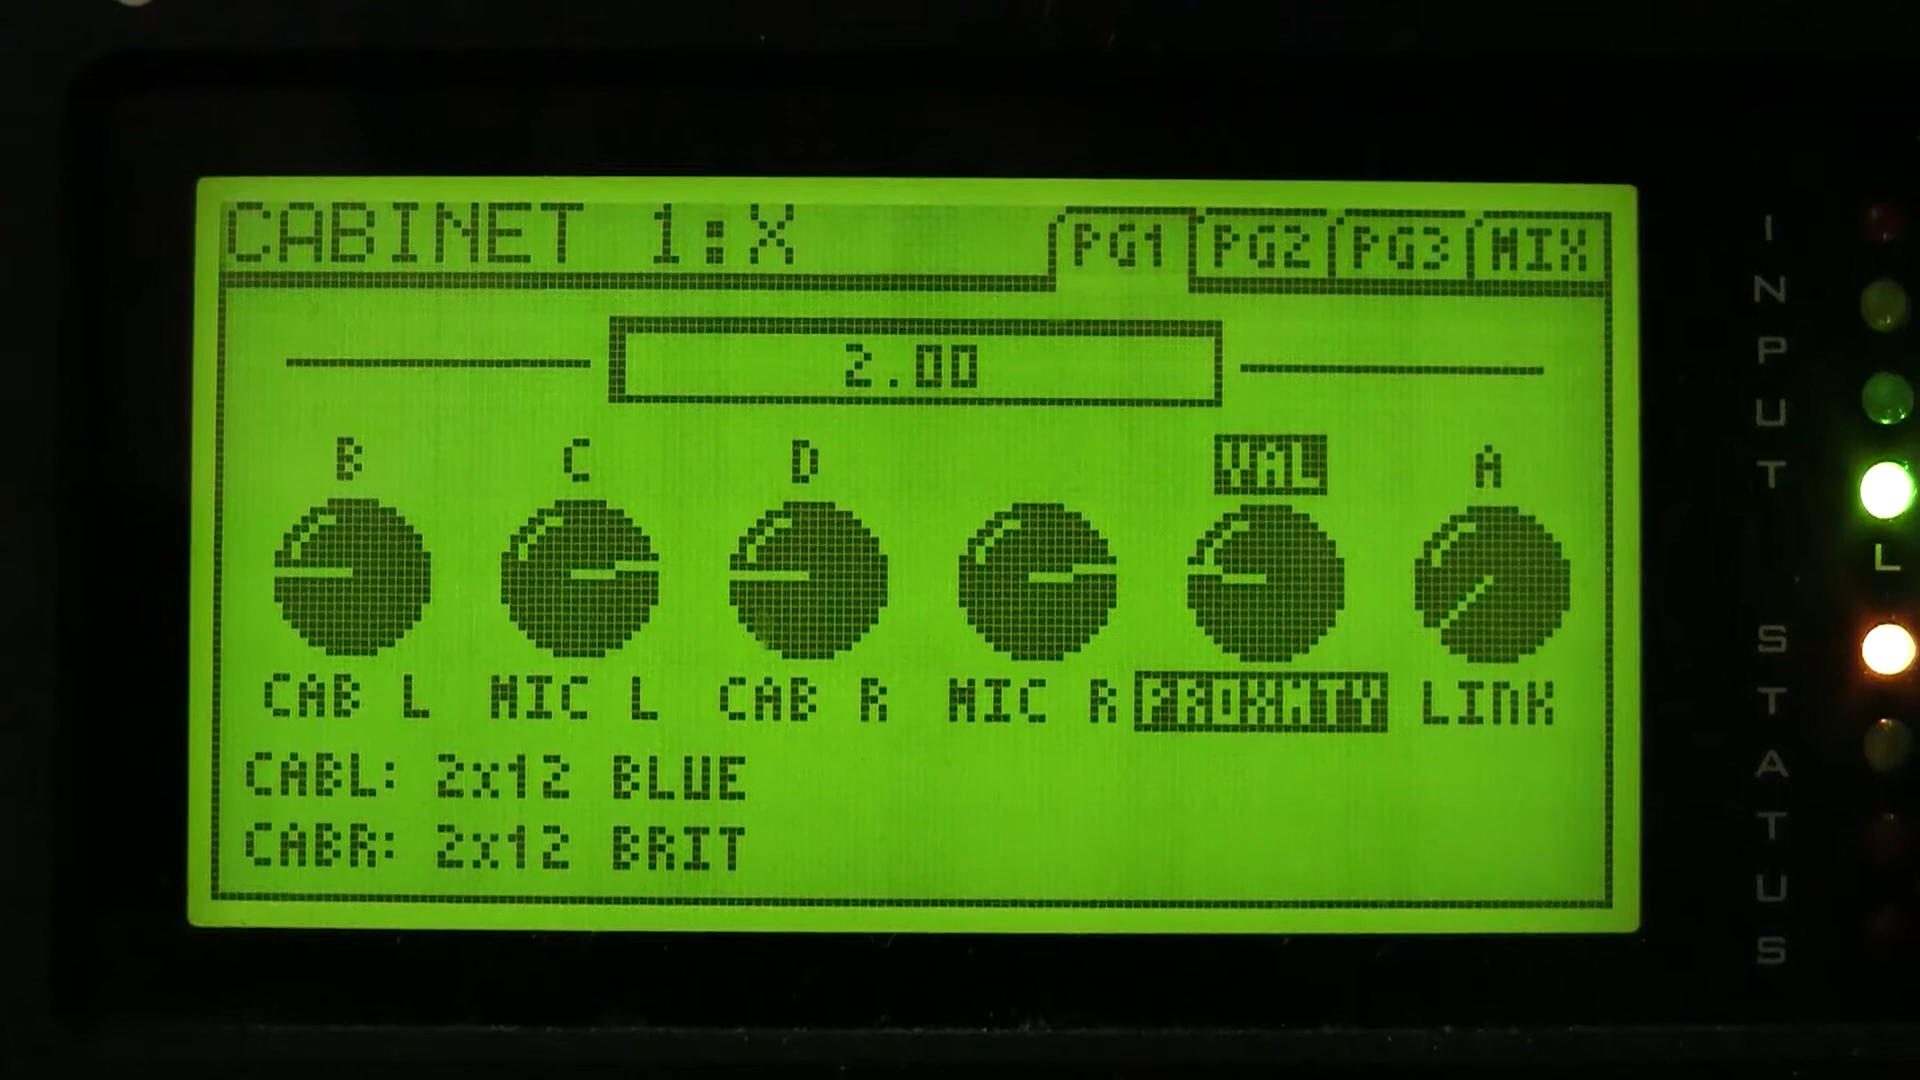 CABINET 1:X PG1 PG2 PG3 MIX
2.00
B C D VAL A
CAB L MIC L CAB R MIC R PROXMTY LINK
CABL: 2x12 BLUE
CABR: 2x12 BRIT
INPUT STATUS
L